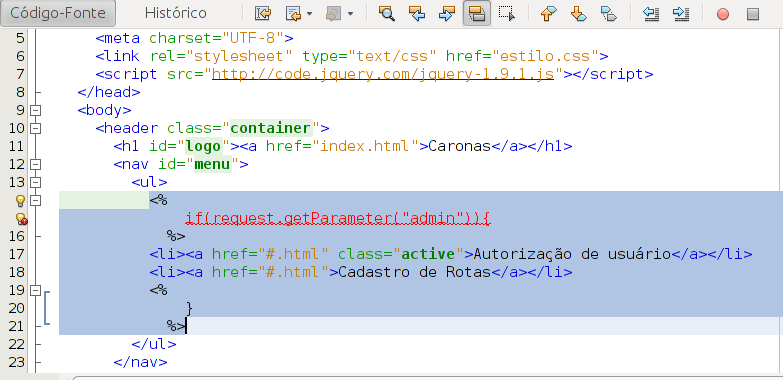 Código-Fonte Histórico
5 <meta charset="UTF-8">
6 <link rel="stylesheet" type="text/css" href="estilo.css">
7 <script src="http://code.jquery.com/jquery-1.9.1.js"></script>
8 </head>
9 <body>
10 <header class="container">
11 <h1 id="logo"><a href="index.html">Caronas</a></h1>
12 <nav id="menu">
13 <ul>
<%
if(request.getParameter("admin")){
16 %>
17 <li><a href="#.html" class="active">Autorização de usuário</a></li>
18 <li><a href="#.html">Cadastro de Rotas</a></li>
19 <%
20 }
21 %>
22 </ul>
23 </nav>